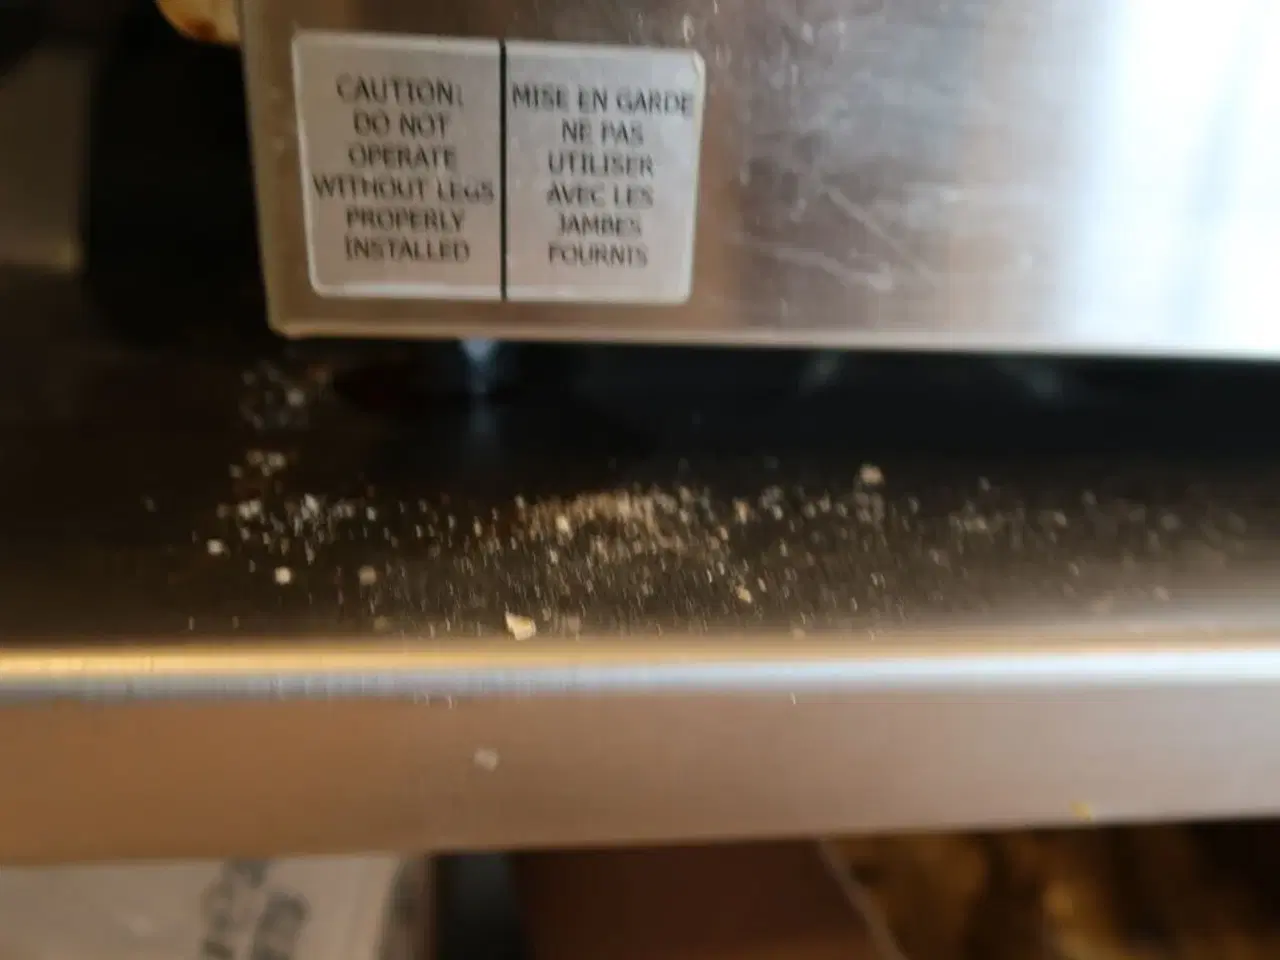 CAUTION:
DO NOT
OPERATE
WITHOUT LEGS
PROPERLY
INSTALLED
MISE EN GARDE
NE PAS
UTILISER
AVEC LES
JAMBES
FOURNIS